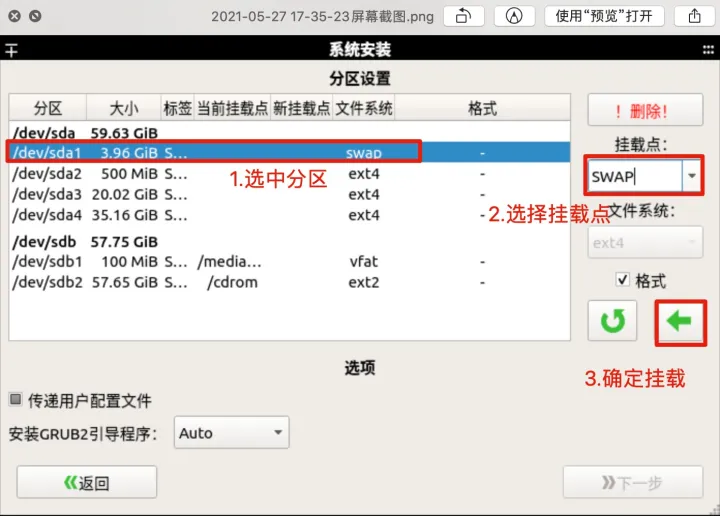 2021-05-27 17-35-23屏幕截图.png 使用“预览”打开
系统安装
分区设置
分区 大小 标签 当前挂载点 新挂载点 文件系统 格式
/dev/sda 59.63 GiB
/dev/sda1 3.96 GiB S... swap -
/dev/sda2 500 MiB S... ext4 -
/dev/sda3 20.02 GiB S... ext4 -
/dev/sda4 35.16 GiB S... ext4 -
/dev/sdb 57.75 GiB
/dev/sdb1 100 MiB S... /media... vfat -
/dev/sdb2 57.65 GiB S... /cdrom ext2 -
1.选中分区
！删除！
挂载点：
SWAP
2.选择挂载点
文件系统：
ext4
格式
3.确定挂载
选项
传递用户配置文件
安装GRUB2引导程序： Auto
返回
下一步